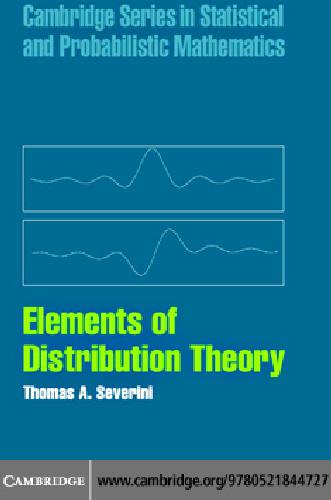 Cambridge Series in Statistical
and Probabilistic Mathematics
Elements of
Distribution Theory
Thomas A. Severini
CAMBRIDGE
www.cambridge.org/9780521844727